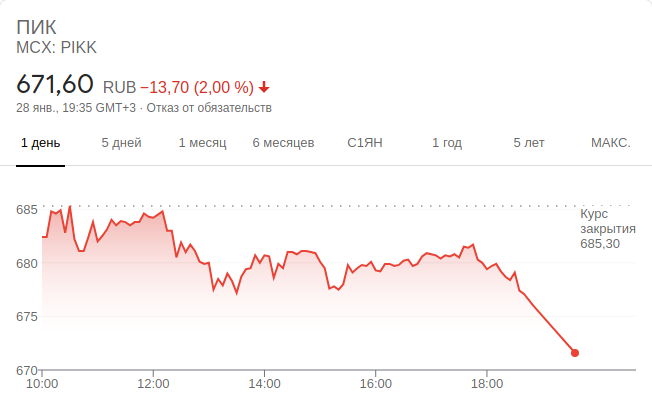 ПИК
MCX: PIKK
671,60 RUB −13,70 (2,00 %)
28 янв., 19:35 GMT+3 · Отказ от обязательств
1 день 5 дней 1 месяц 6 месяцев С1ЯН 1 год 5 лет МАКС.
685
Курс
закрытия
685,30
680
675
670
10:00 12:00 14:00 16:00 18:00